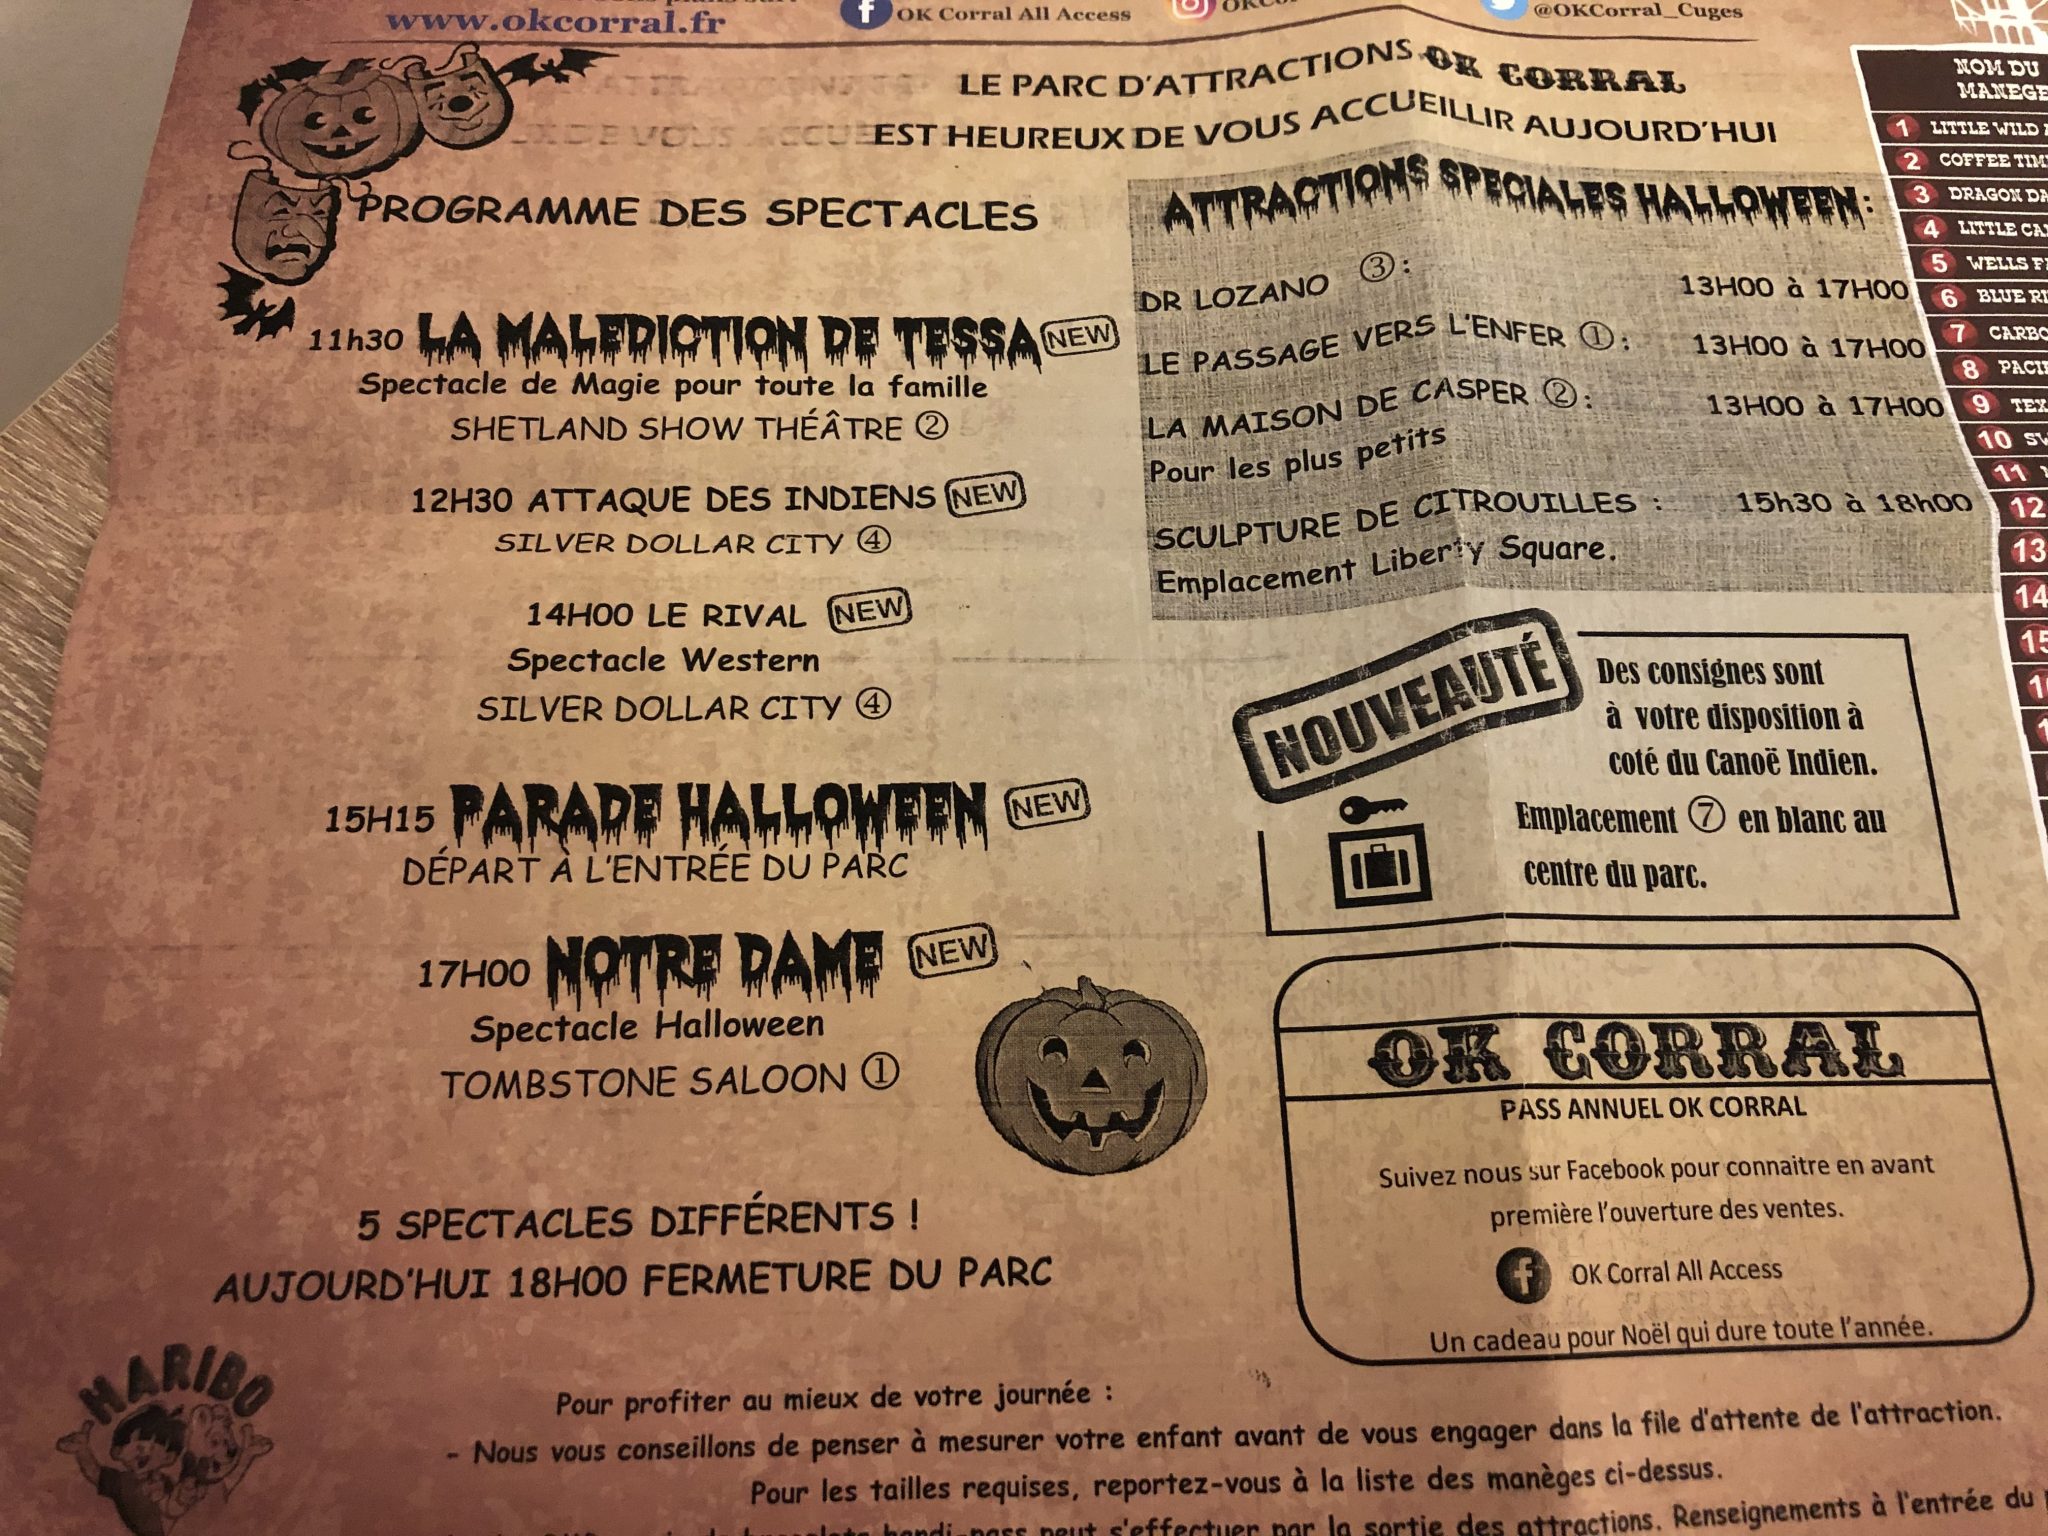 www.okcorral.fr
OK Corral All Access
@OKCorral_Cuges
LE PARC D'ATTRACTIONS OK CORRAL
EST HEUREUX DE VOUS ACCUEILLIR AUJOURD'HUI
PROGRAMME DES SPECTACLES
11h30 LA MALEDICTION DE TESSA NEW
Spectacle de Magie pour toute la famille
SHETLAND SHOW THÉÂTRE ②
12H30 ATTAQUE DES INDIENS NEW
SILVER DOLLAR CITY ④
14H00 LE RIVAL NEW
Spectacle Western
SILVER DOLLAR CITY ④
15H15 PARADE HALLOWEEN NEW
DÉPART À L'ENTRÉE DU PARC
17H00 NOTRE DAME NEW
Spectacle Halloween
TOMBSTONE SALOON ①
5 SPECTACLES DIFFÉRENTS !
AUJOURD'HUI 18H00 FERMETURE DU PARC
ATTRACTIONS SPECIALES HALLOWEEN:
DR LOZANO ③: 13H00 à 17H00
LE PASSAGE VERS L'ENFER ①: 13H00 à 17H00
LA MAISON DE CASPER ②: 13H00 à 17H00
Pour les plus petits
SCULPTURE DE CITROUILLES : 15h30 à 18h00
Emplacement Liberty Square.
NOUVEAUTÉ
Des consignes sont
à votre disposition à
coté du Canoë Indien.
Emplacement ⑦ en blanc au
centre du parc.
OK CORRAL
PASS ANNUEL OK CORRAL
Suivez nous sur Facebook pour connaitre en avant
première l'ouverture des ventes.
OK Corral All Access
Un cadeau pour Noël qui dure toute l'année.
NOM DU
MANEGE
1 LITTLE WILD
2 COFFEE
3 DRAGON
4 LITTLE
5 WELLS
6 BLUE
7
8
9
10
11
12
13
14
HARIBO
Pour profiter au mieux de votre journée :
- Nous vous conseillons de penser à mesurer votre enfant avant de vous engager dans la file d'attente de l'attraction.
Pour les tailles requises, reportez-vous à la liste des manèges ci-dessus.
peut s'effectuer par la sortie des attractions. Renseignements à l'entrée du